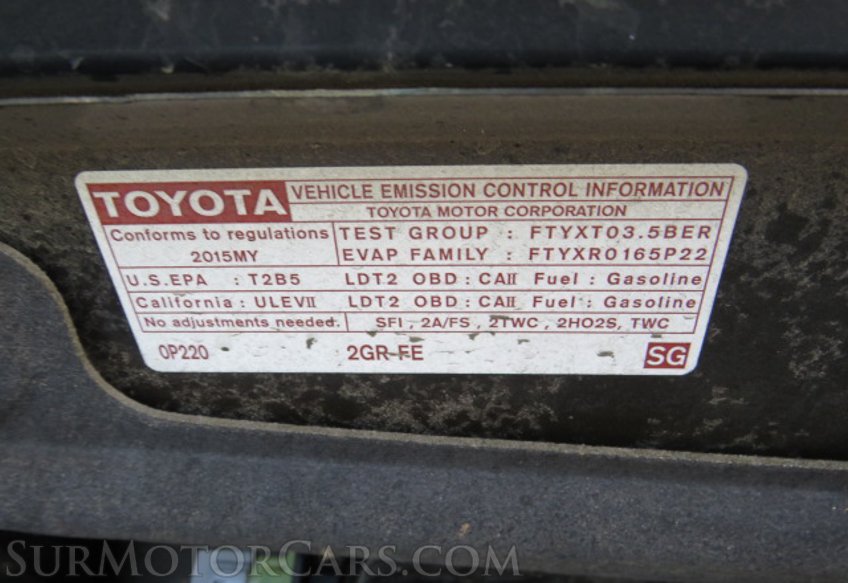 TOYOTA VEHICLE EMISSION CONTROL INFORMATION
TOYOTA MOTOR CORPORATION
Conforms to regulations TEST GROUP : FTYXT03.5BER
2015MY EVAP FAMILY : FTYXR0165P22
U.S.EPA : T2B5 LDT2 OBD : CAII Fuel : Gasoline
California : ULEVII LDT2 OBD : CAII Fuel : Gasoline
No adjustments needed. SFI , 2A/FS , 2TWC , 2HO2S, TWC
0P220 2GR-FE SG
SURMOTORCARS.COM